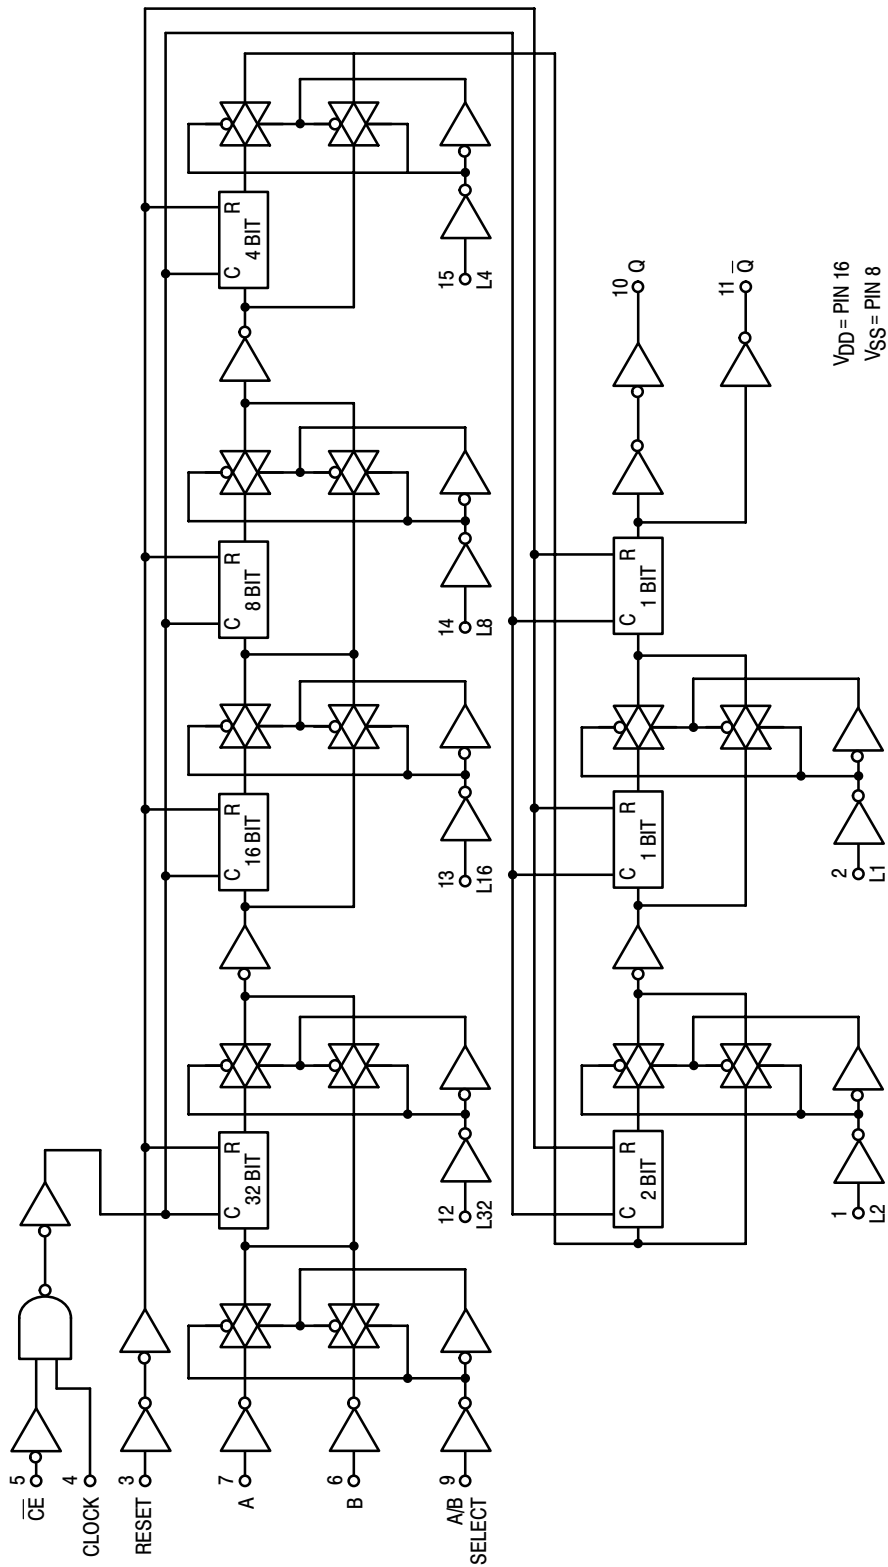 5
CE
4
CLOCK
3
RESET
7
A
6
B
9
A/B
SELECT
C
R
32 BIT
12
L32
C
R
16 BIT
13
L16
C
R
8 BIT
14
L8
C
R
4 BIT
15
L4
C
R
2 BIT
1
L2
C
R
1 BIT
2
L1
C
R
1 BIT
10
Q
11
Q
VDD = PIN 16
VSS = PIN 8